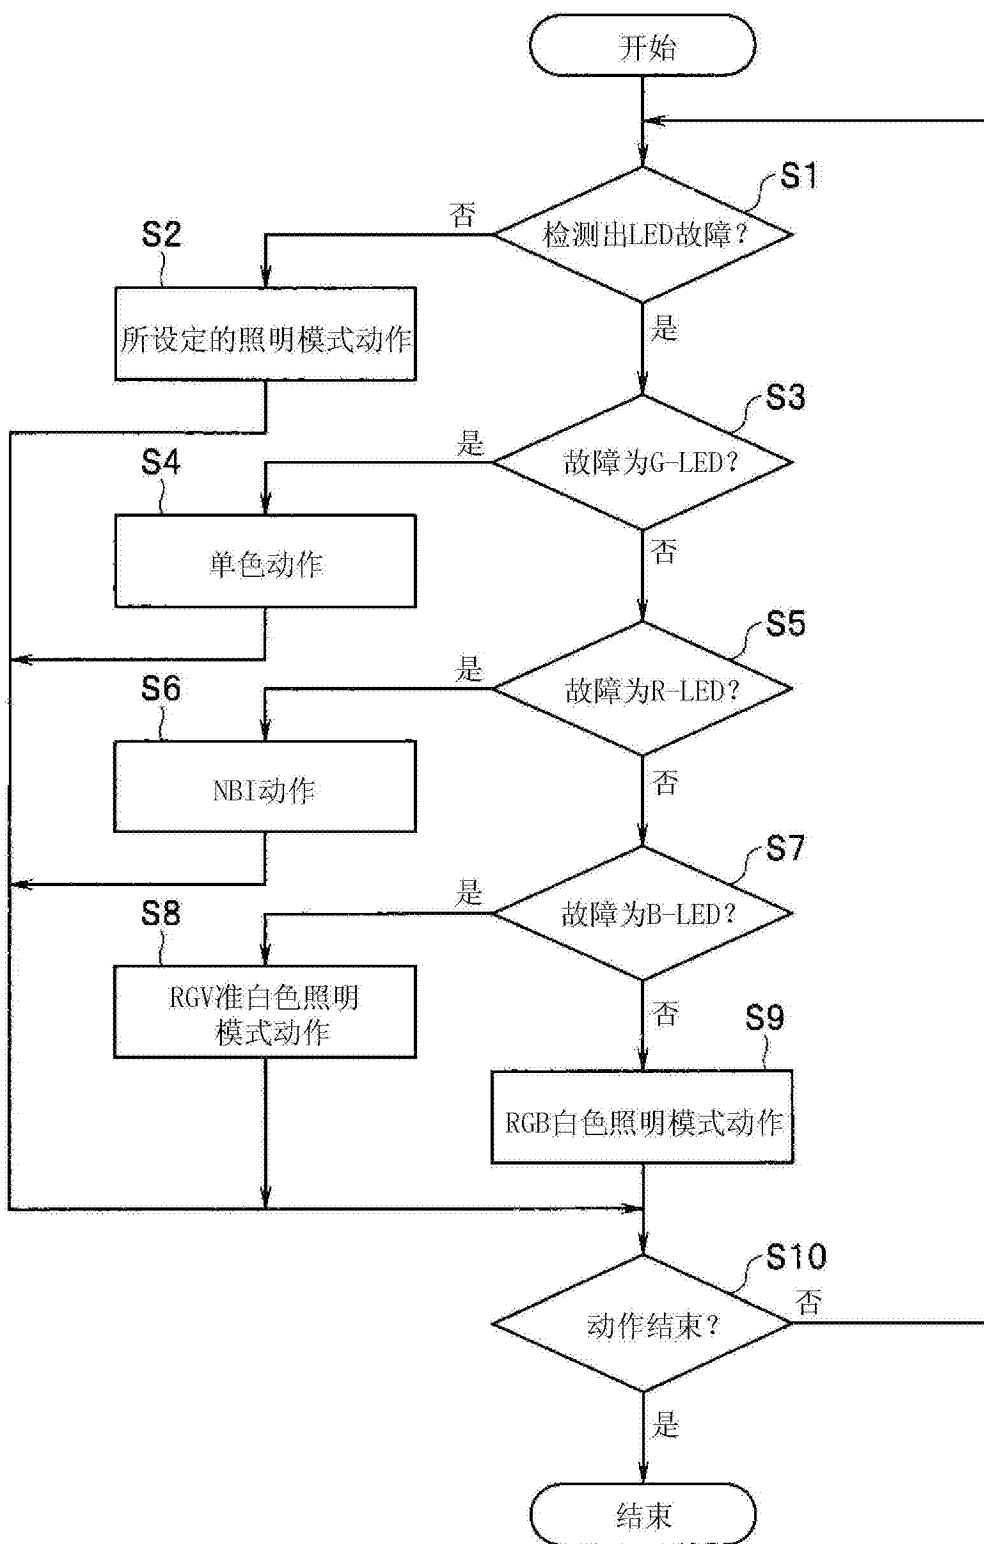 开始
S1
检测出LED故障?
否
是
S2
所设定的照明模式动作
S3
故障为G-LED?
是
否
S4
单色动作
S5
故障为R-LED?
是
否
S6
NBI动作
S7
故障为B-LED?
是
否
S8
RGV准白色照明
模式动作
S9
RGB白色照明模式动作
S10
动作结束?
否
是
结束